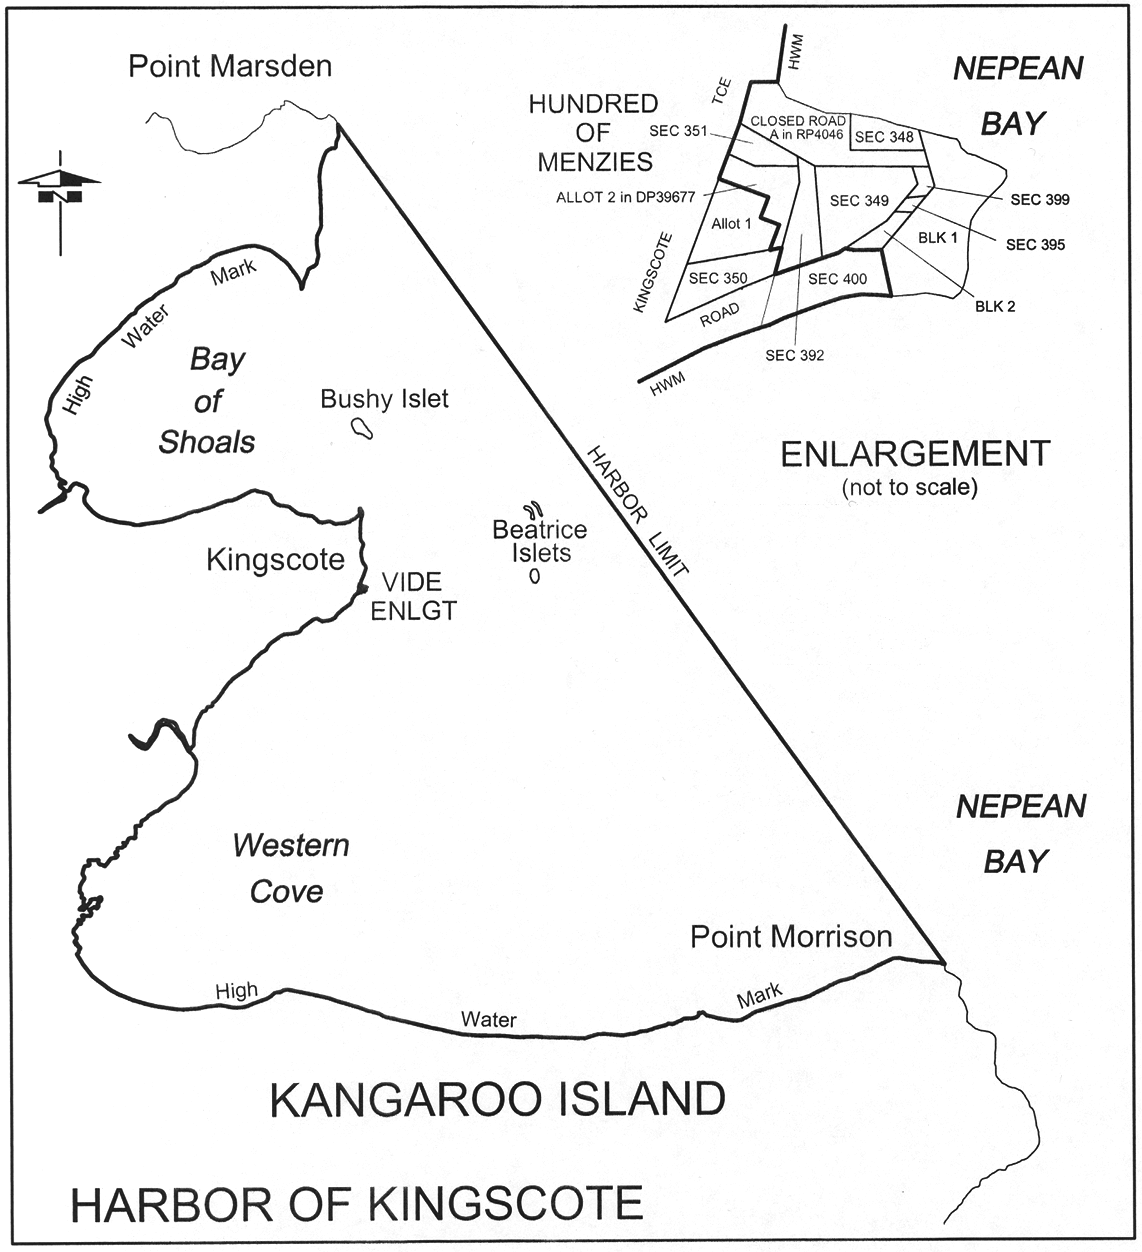 Point Marsden
N
HUNDRED
OF
MENZIES
HWM
TCE
NEPEAN
BAY
CLOSED ROAD
A in RP4046
SEC 348
SEC 351
ALLOT 2 in DP39677
SEC 349
SEC 399
Allot 1
BLK 1
SEC 395
KINGSCOTE
SEC 350
SEC 400
BLK 2
ROAD
SEC 392
HWM
ENLARGEMENT
(not to scale)
High
Water
Mark
Bay
of
Shoals
Bushy Islet
HARBOR LIMIT
Beatrice
Islets
Kingscote
VIDE
ENLGT
NEPEAN
BAY
Western
Cove
Point Morrison
High
Water
Mark
KANGAROO ISLAND
HARBOR OF KINGSCOTE